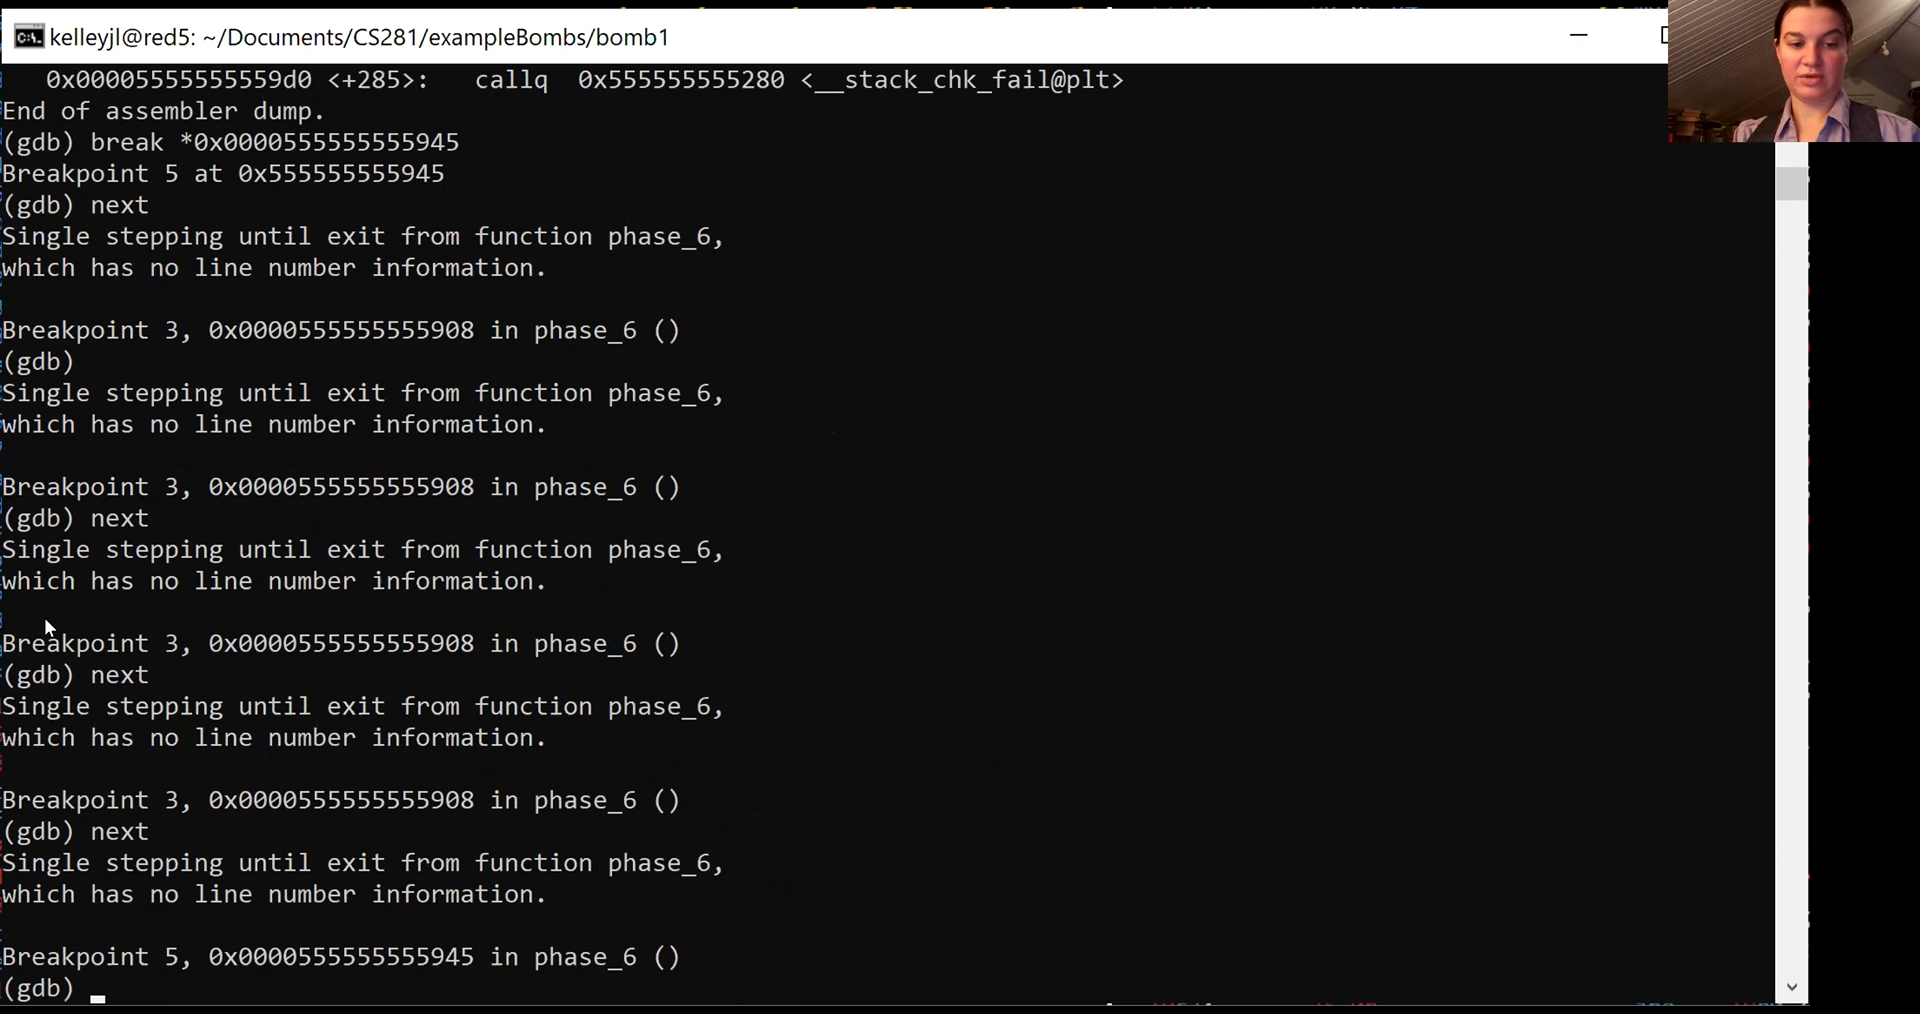 kelleyjl@red5: ~/Documents/CS281/exampleBombs/bomb1
0x00005555555559d0 <+285>: callq 0x555555555280 <__stack_chk_fail@plt>
End of assembler dump.
(gdb) break *0x0000555555555945
Breakpoint 5 at 0x555555555945
(gdb) next
Single stepping until exit from function phase_6,
which has no line number information.
Breakpoint 3, 0x0000555555555908 in phase_6 ()
(gdb)
Single stepping until exit from function phase_6,
which has no line number information.
Breakpoint 3, 0x0000555555555908 in phase_6 ()
(gdb) next
Single stepping until exit from function phase_6,
which has no line number information.
Breakpoint 3, 0x0000555555555908 in phase_6 ()
(gdb) next
Single stepping until exit from function phase_6,
which has no line number information.
Breakpoint 3, 0x0000555555555908 in phase_6 ()
(gdb) next
Single stepping until exit from function phase_6,
which has no line number information.
Breakpoint 5, 0x0000555555555945 in phase_6 ()
(gdb)